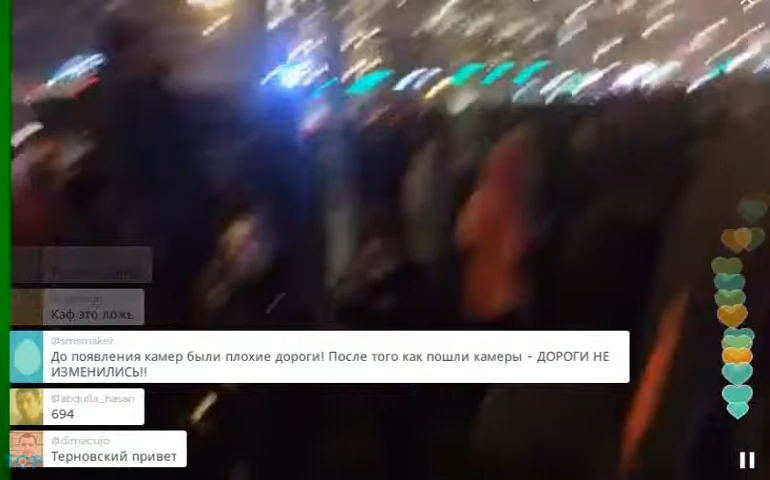 Каф это ложь
@smsmaker
До появления камер были плохие дороги! После того как пошли камеры - ДОРОГИ НЕ
ИЗМЕНИЛИСЬ!!
@abdulla_hasan
694
@dimacujo
Терновский привет